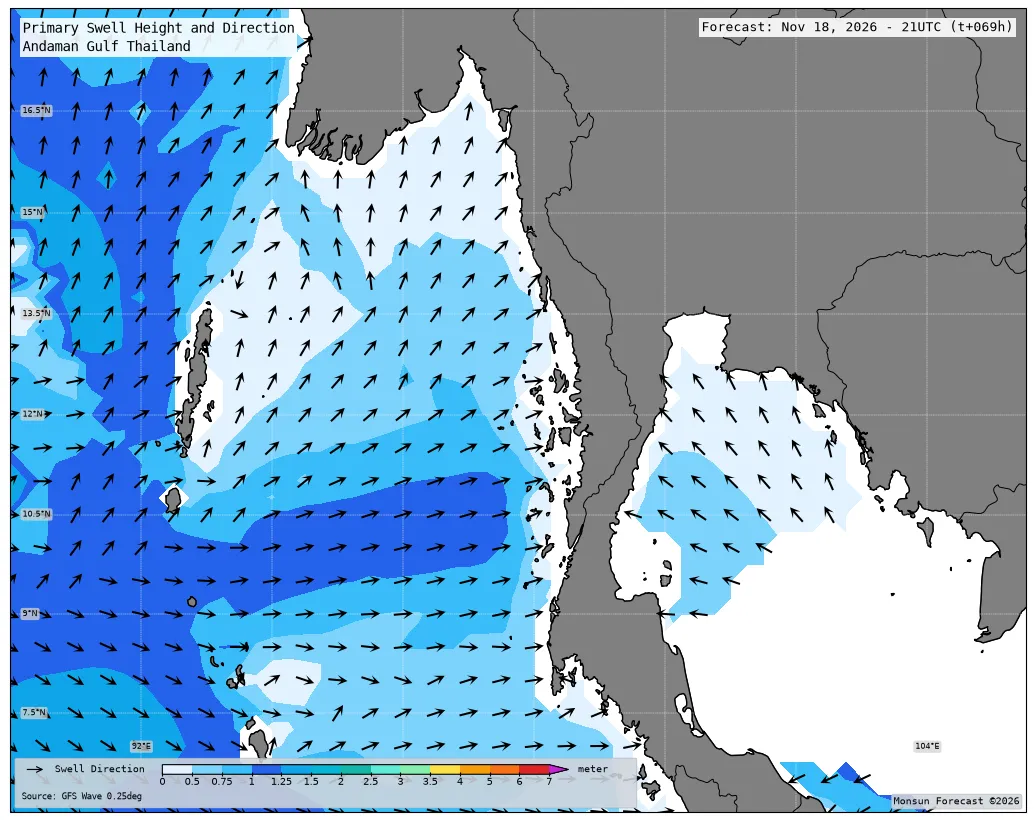 Primary Swell Height and Direction
Andaman Gulf Thailand
Forecast: Nov 18, 2026 - 21UTC (t+069h)
16.5°N
15°N
13.5°N
12°N
10.5°N
9°N
7.5°N
92°E
104°E
Swell Direction
0 0.5 0.75 1 1.25 1.5 2 2.5 3 3.5 4 5 6 7
meter
Source: GFS Wave 0.25deg
Monsun Forecast ©2026